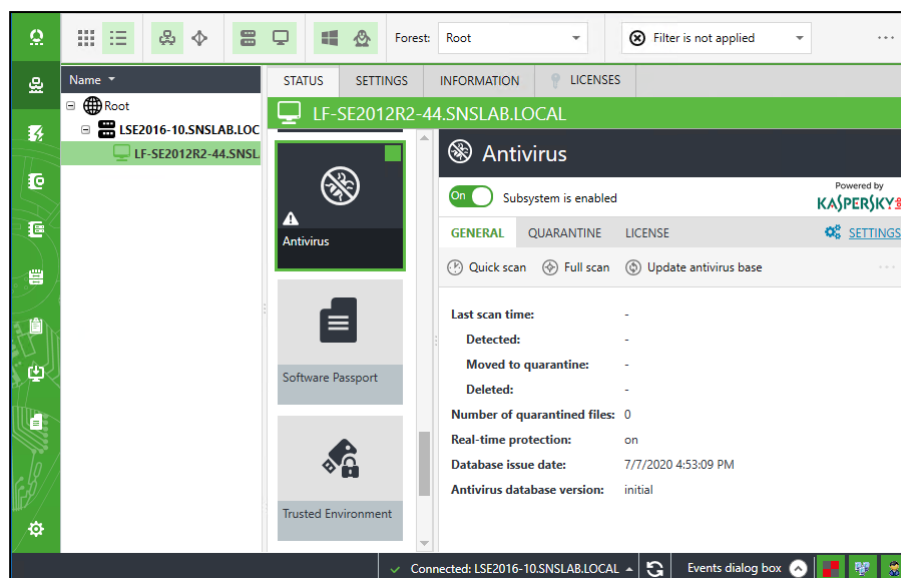 Forest: Root Filter is not applied ...
Name STATUS SETTINGS INFORMATION LICENSES
Root
LSE2016-10.SNSLAB.LOC
LF-SE2012R2-44.SNSL
LF-SE2012R2-44.SNSLAB.LOCAL
Antivirus
Software Passport
Trusted Environment
Antivirus
On Subsystem is enabled
Powered by
KASPERSKY
GENERAL QUARANTINE LICENSE SETTINGS
Quick scan Full scan Update antivirus base ...
Last scan time: -
Detected: -
Moved to quarantine: -
Deleted: -
Number of quarantined files: 0
Real-time protection: on
Database issue date: 7/7/2020 4:53:09 PM
Antivirus database version: initial
Connected: LSE2016-10.SNSLAB.LOCAL Events dialog box